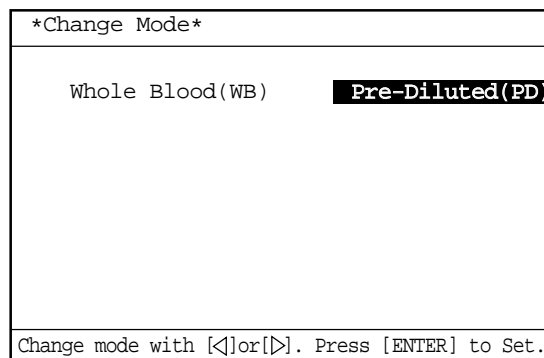 *Change Mode*
Whole Blood(WB) Pre-Diluted(PD)
Change mode with [◁]or[▷]. Press [ENTER] to Set.